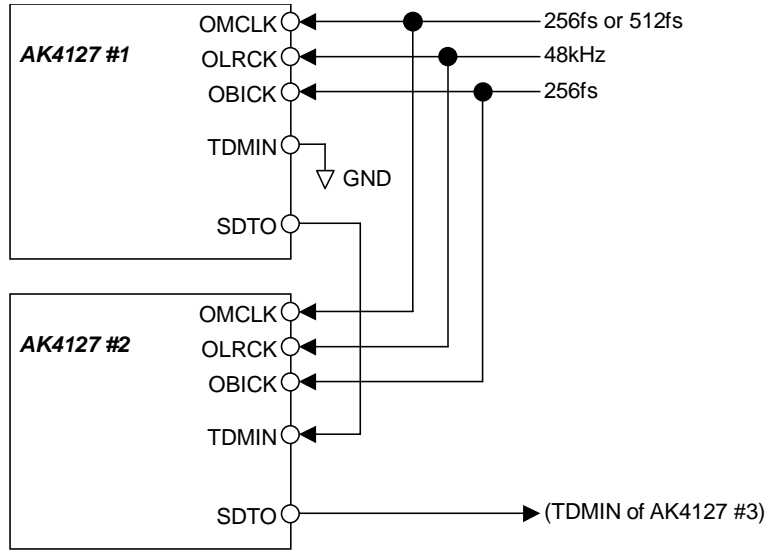 OMCLK 256fs or 512fs
AK4127 #1 OLRCK 48kHz
OBICK 256fs
TDMIN
GND
SDTO
OMCLK
AK4127 #2 OLRCK
OBICK
TDMIN
SDTO (TDMIN of AK4127 #3)